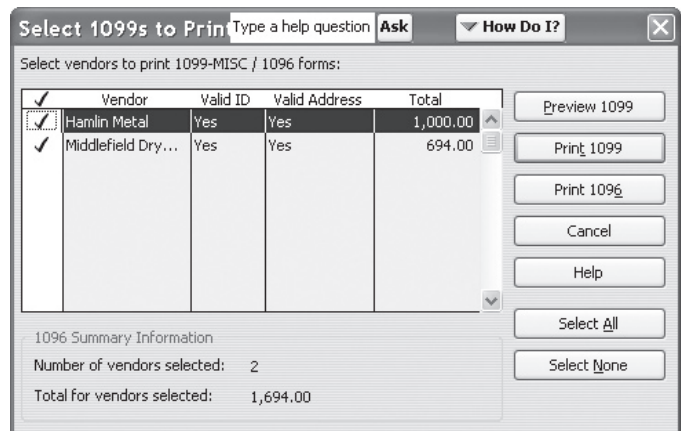 Select 1099s to Prin Type a help question Ask How Do I?
Select vendors to print 1099-MISC / 1096 forms:
Vendor Valid ID Valid Address Total
Hamlin Metal Yes Yes 1,000.00
Middlefield Dry... Yes Yes 694.00
Preview 1099
Print 1099
Print 1096
Cancel
Help
Select All
Select None
1096 Summary Information
Number of vendors selected: 2
Total for vendors selected: 1,694.00